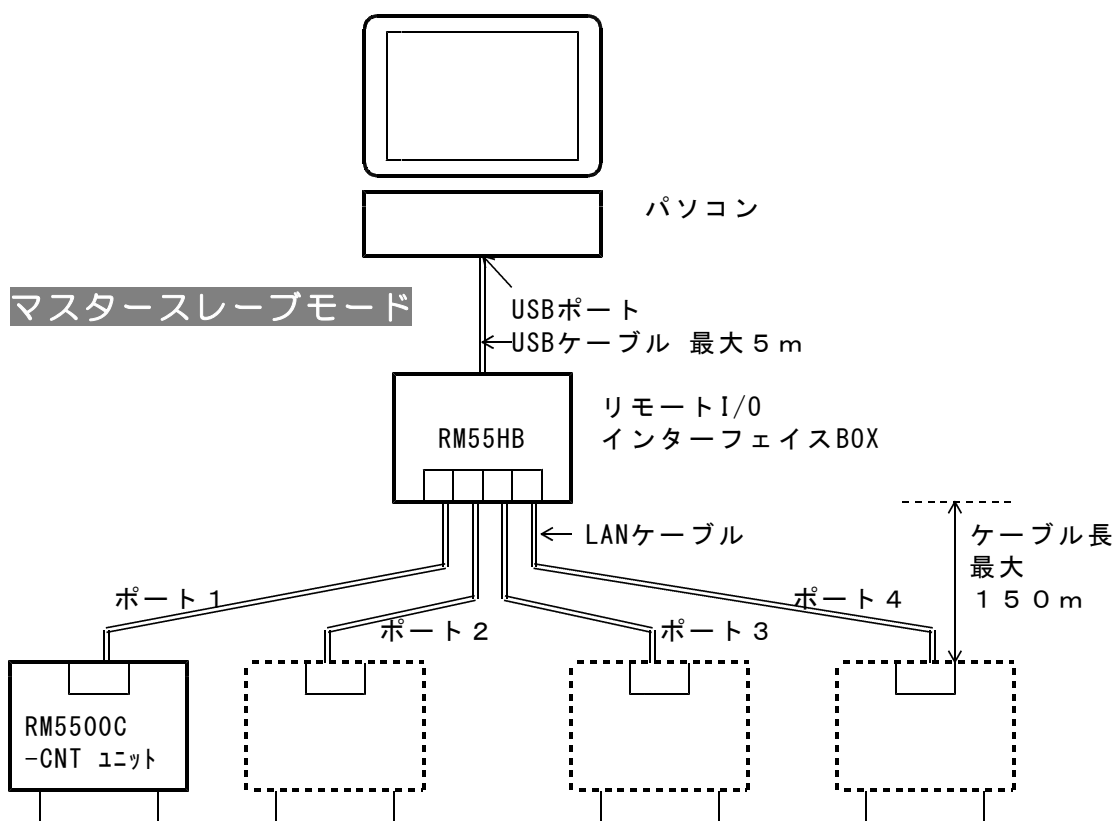 パソコン
マスタースレーブモード
USBポート
USBケーブル 最大5m
リモートI/O
インターフェイスBOX
RM55HB
LANケーブル
ケーブル長
最大
150m
ポート1
ポート2
ポート3
ポート4
RM5500C
-CNT ユニット